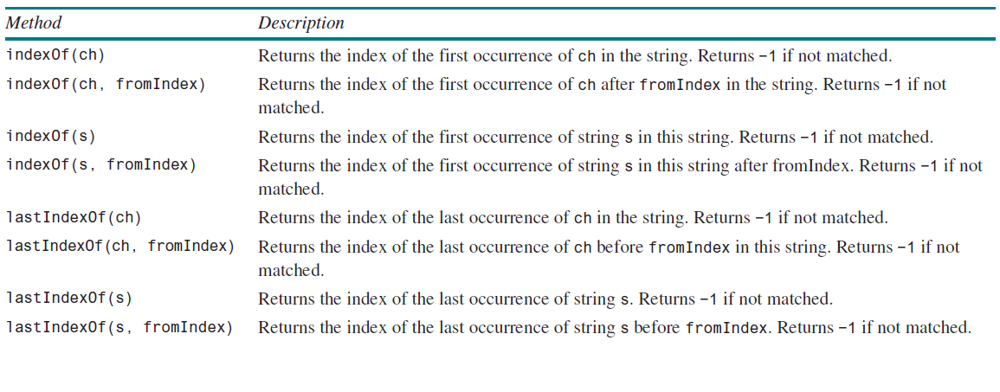 Method Description
indexOf(ch) Returns the index of the first occurrence of ch in the string. Returns −1 if not matched.
indexOf(ch, fromIndex) Returns the index of the first occurrence of ch after fromIndex in the string. Returns −1 if not
matched.
indexOf(s) Returns the index of the first occurrence of string s in this string. Returns −1 if not matched.
indexOf(s, fromIndex) Returns the index of the first occurrence of string s in this string after fromIndex. Returns −1 if not
matched.
lastIndexOf(ch) Returns the index of the last occurrence of ch in the string. Returns −1 if not matched.
lastIndexOf(ch, fromIndex) Returns the index of the last occurrence of ch before fromIndex in this string. Returns −1 if not
matched.
lastIndexOf(s) Returns the index of the last occurrence of string s. Returns −1 if not matched.
lastIndexOf(s, fromIndex) Returns the index of the last occurrence of string s before fromIndex. Returns −1 if not matched.